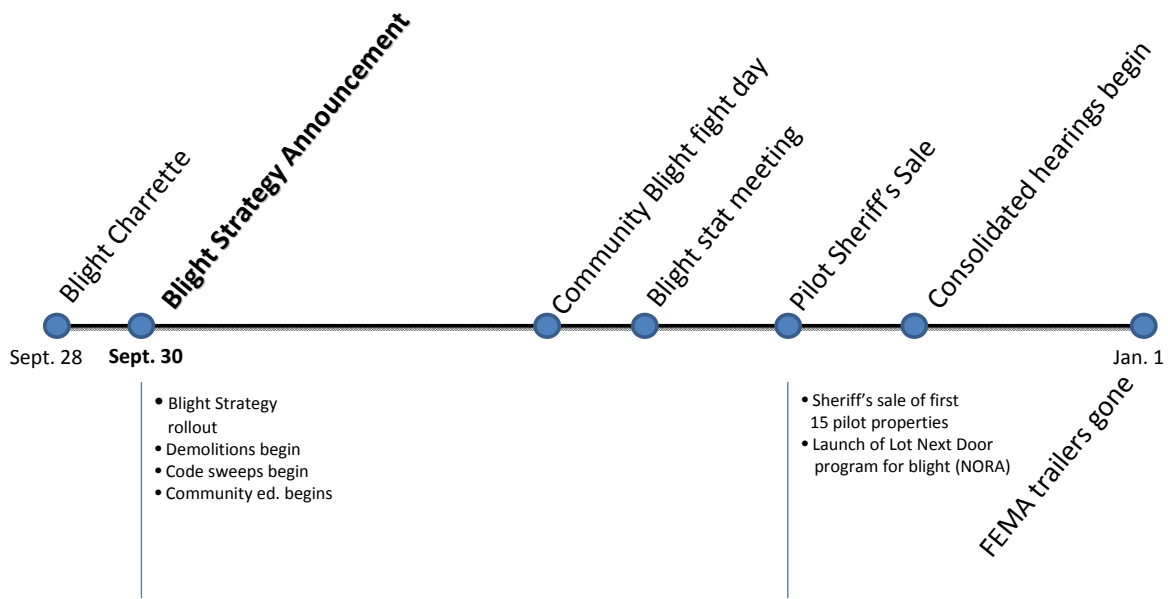 Blight Charrette
Blight Strategy Announcement
Community Blight fight day
Blight stat meeting
Pilot Sheriff's Sale
Consolidated hearings begin
Sept. 28
Sept. 30
Jan. 1
• Blight Strategy
rollout
• Demolitions begin
• Code sweeps begin
• Community ed. begins
• Sheriff's sale of first
15 pilot properties
• Launch of Lot Next Door
program for blight (NORA)
FEMA trailers gone